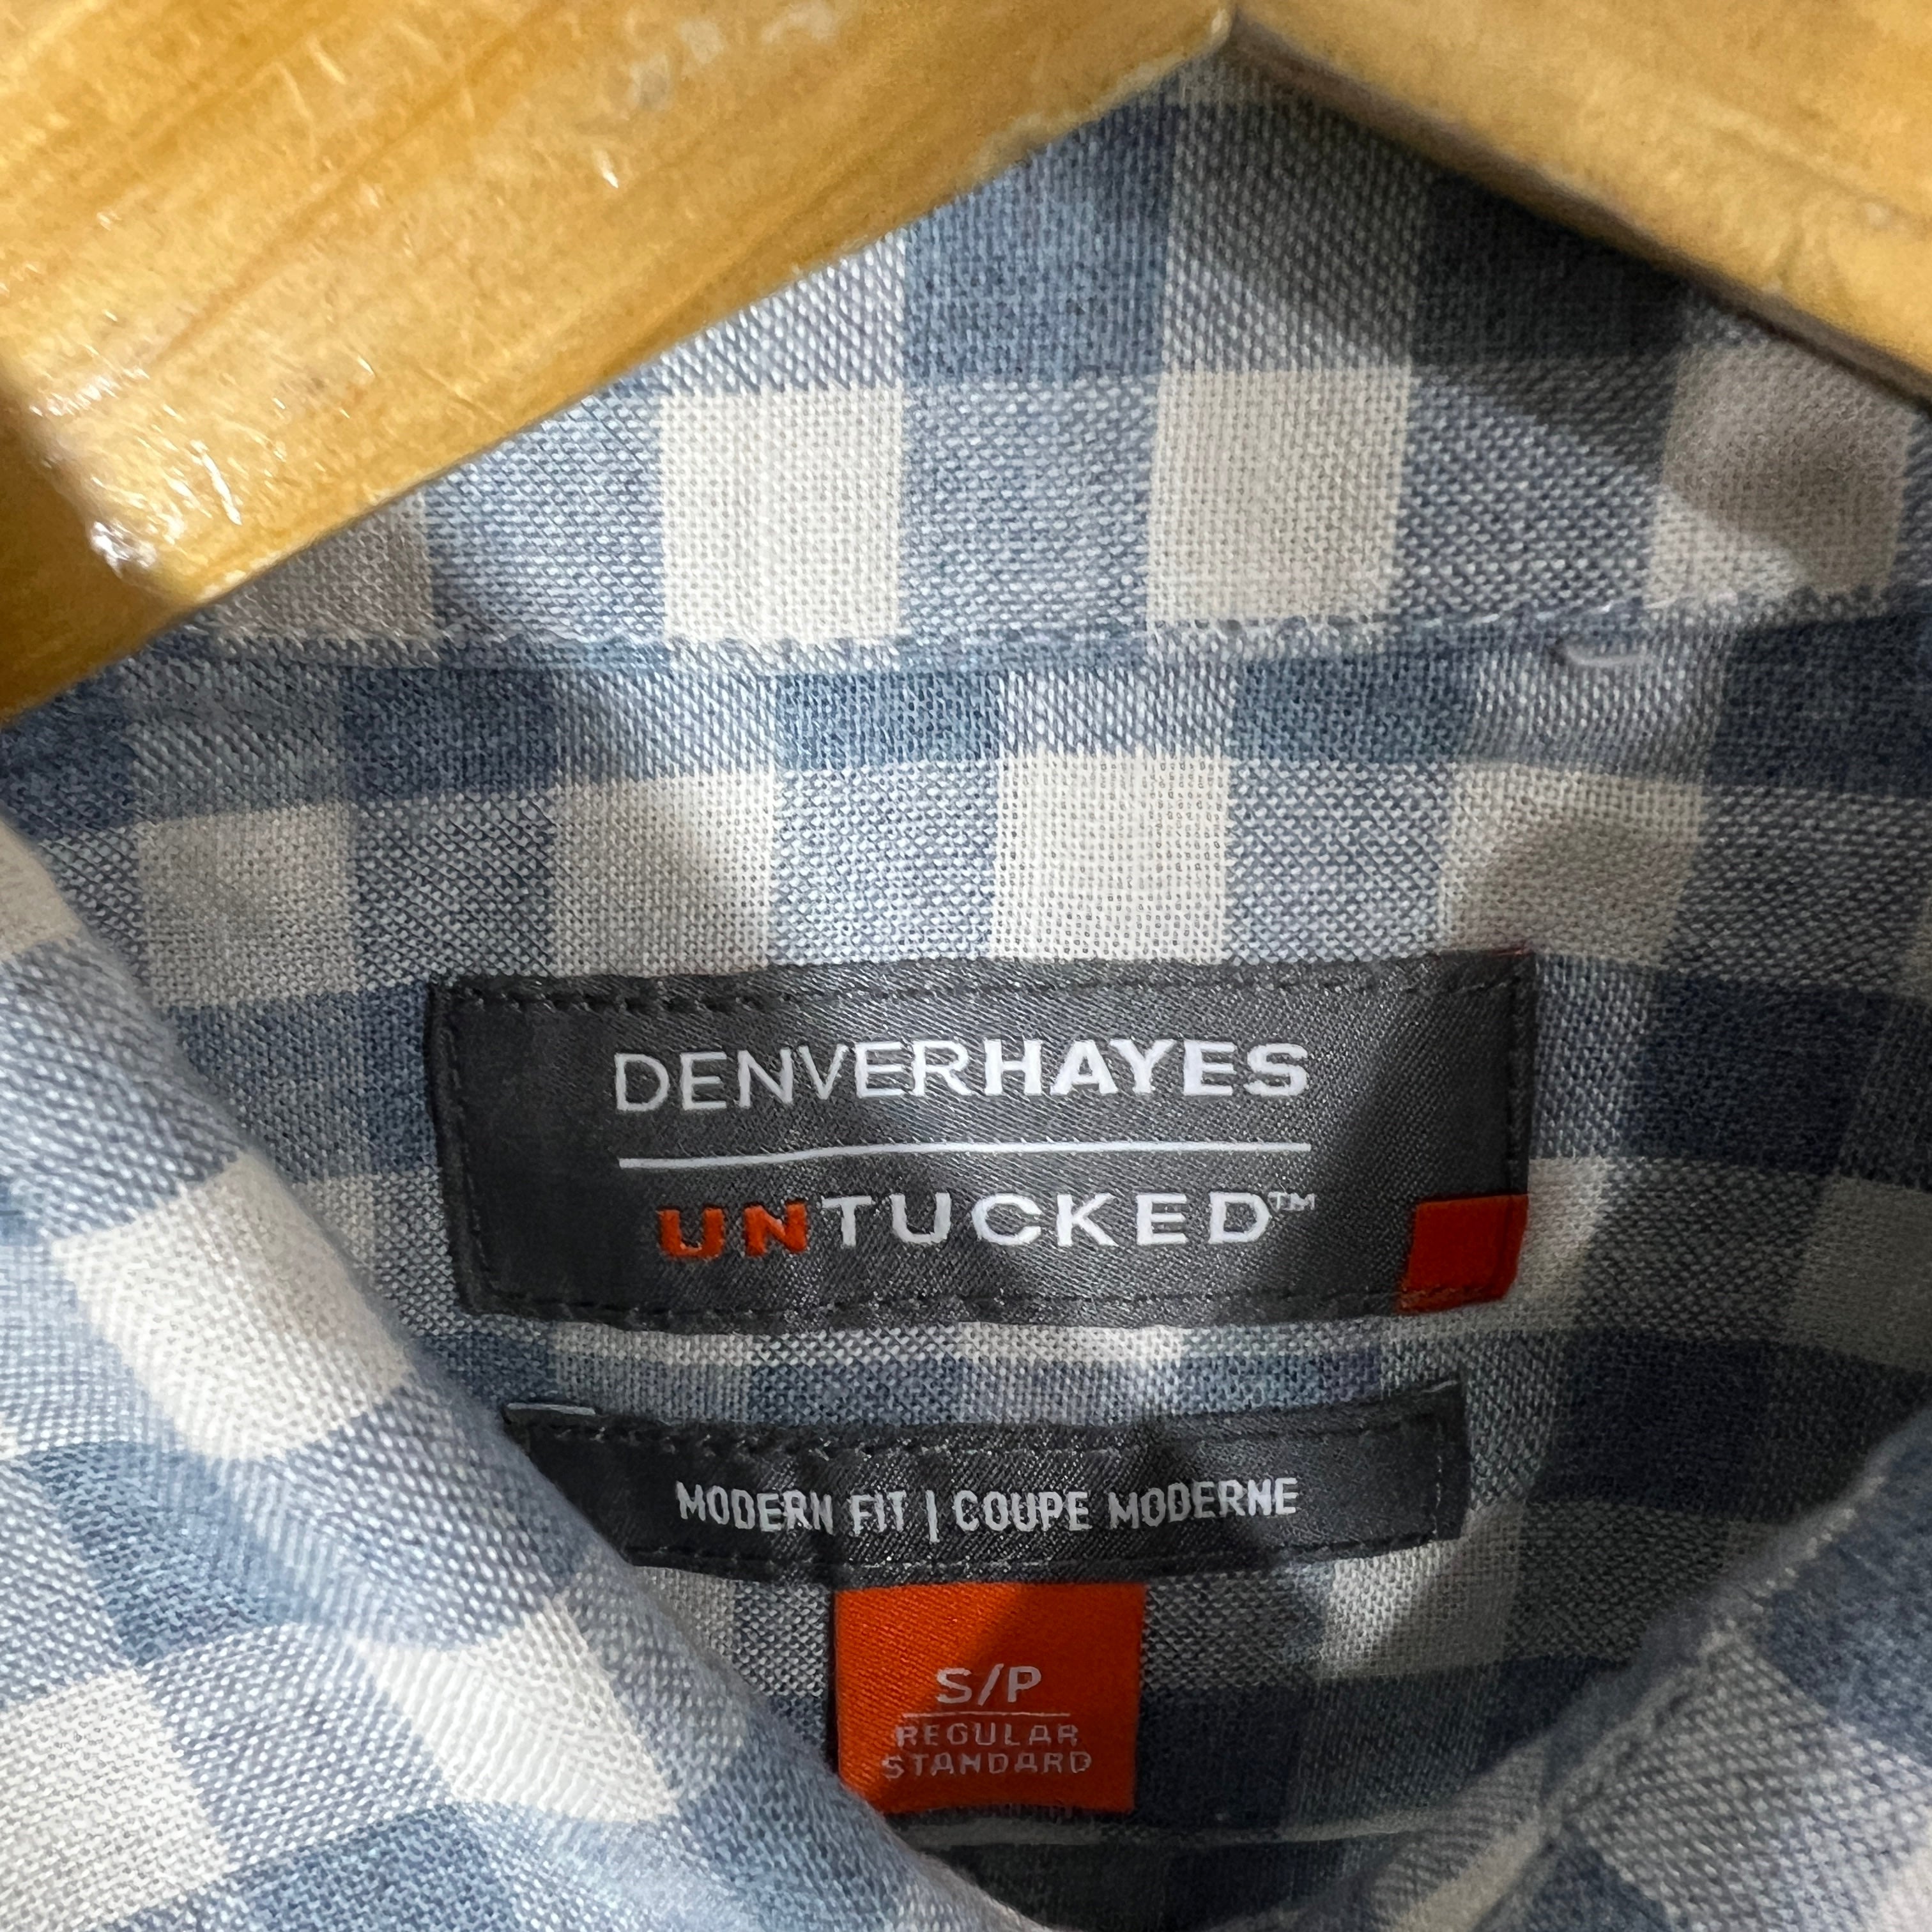 DENVERHAYES
UNTUCKED™
MODERN FIT | COUPE MODERNE
S/P
REGULAR
STANDARD